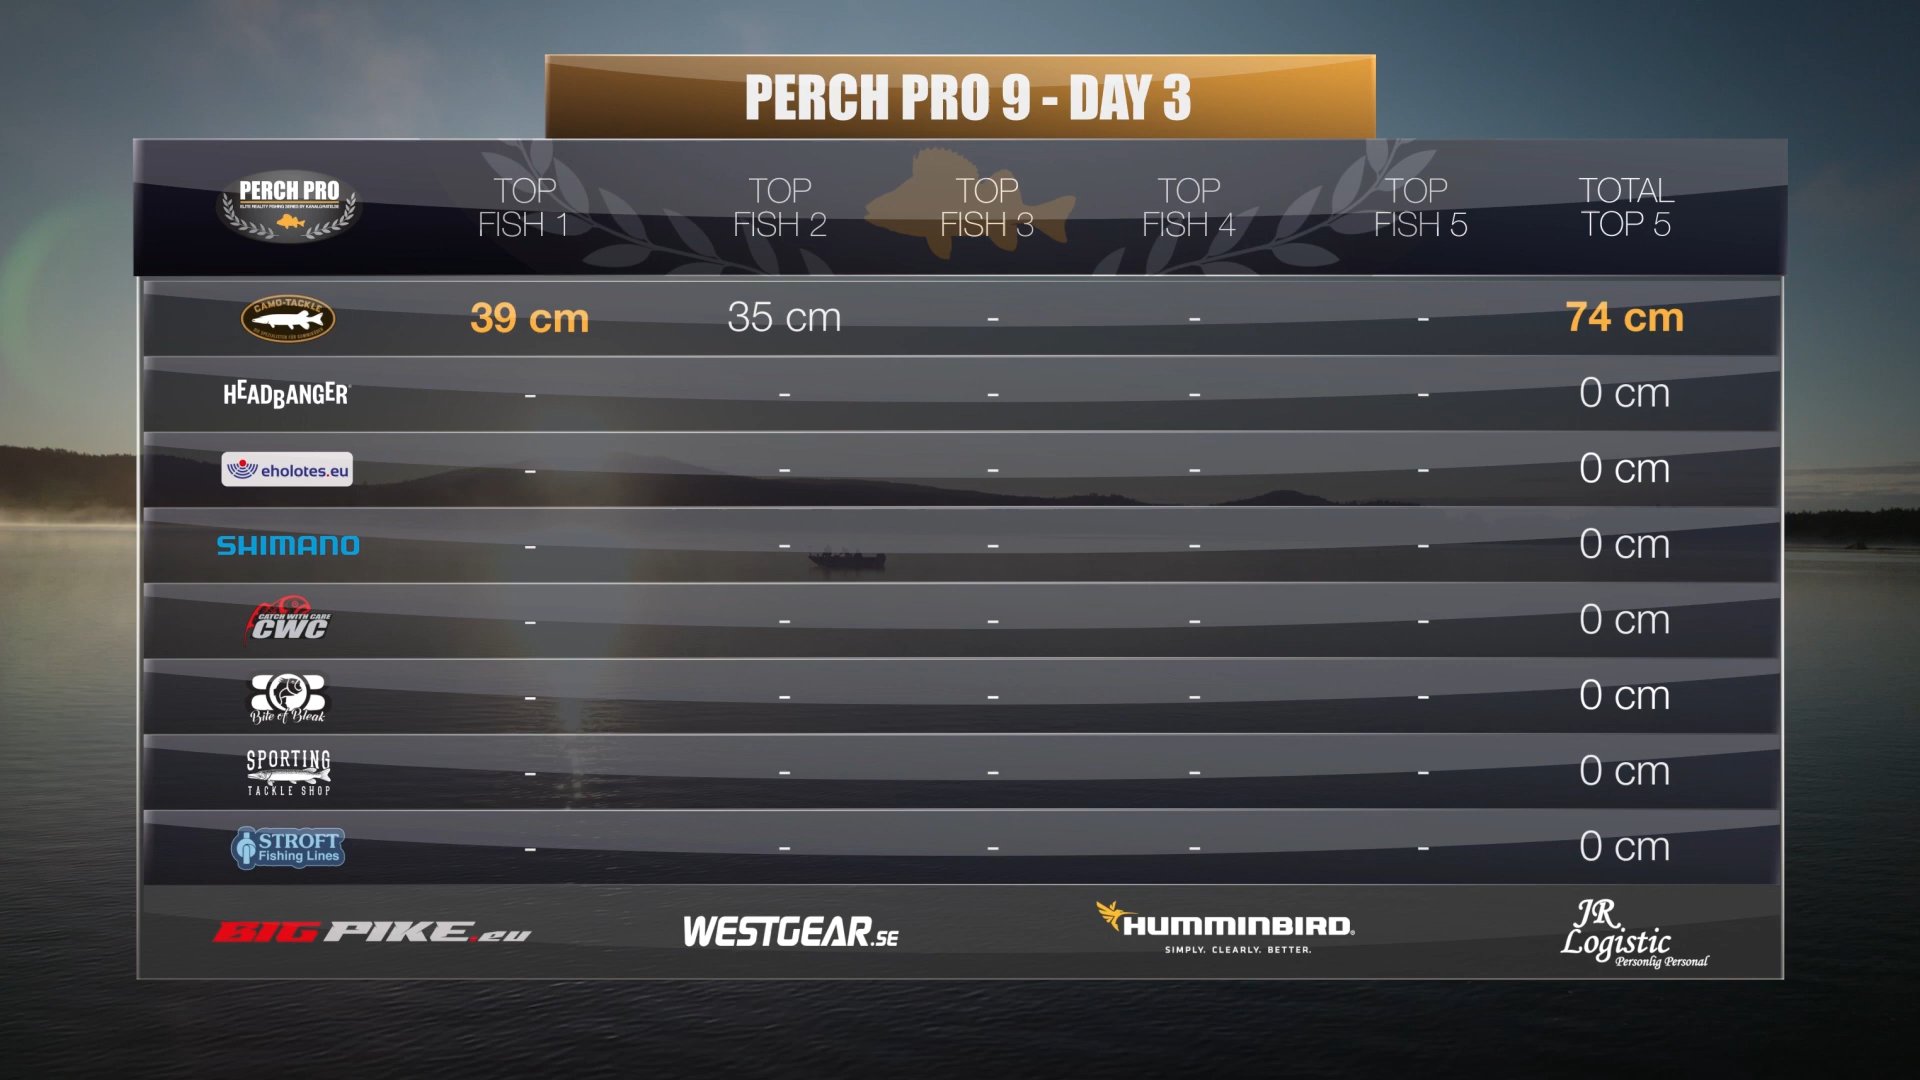 PERCH PRO 9 - DAY 3
PERCH PRO
TOP FISH 1
TOP FISH 2
TOP FISH 3
TOP FISH 4
TOP FISH 5
TOTAL TOP 5
CAMO-TACKLE
39 cm 35 cm - - - 74 cm
HEADBANGER - - - - - 0 cm
eholotes.eu - - - - - 0 cm
SHIMANO - - - - - 0 cm
CATCH WITH CARE
CWC - - - - - 0 cm
Bite of Bleak - - - - - 0 cm
SPORTING
TACKLE SHOP
- - - - - 0 cm
STROFT
Fishing Lines
- - - - - 0 cm
BIG PIKE.eu
WESTGEAR.SE
HUMMINBIRD®
SIMPLY. CLEARLY. BETTER.
JR
Logistic
Personlig Personal